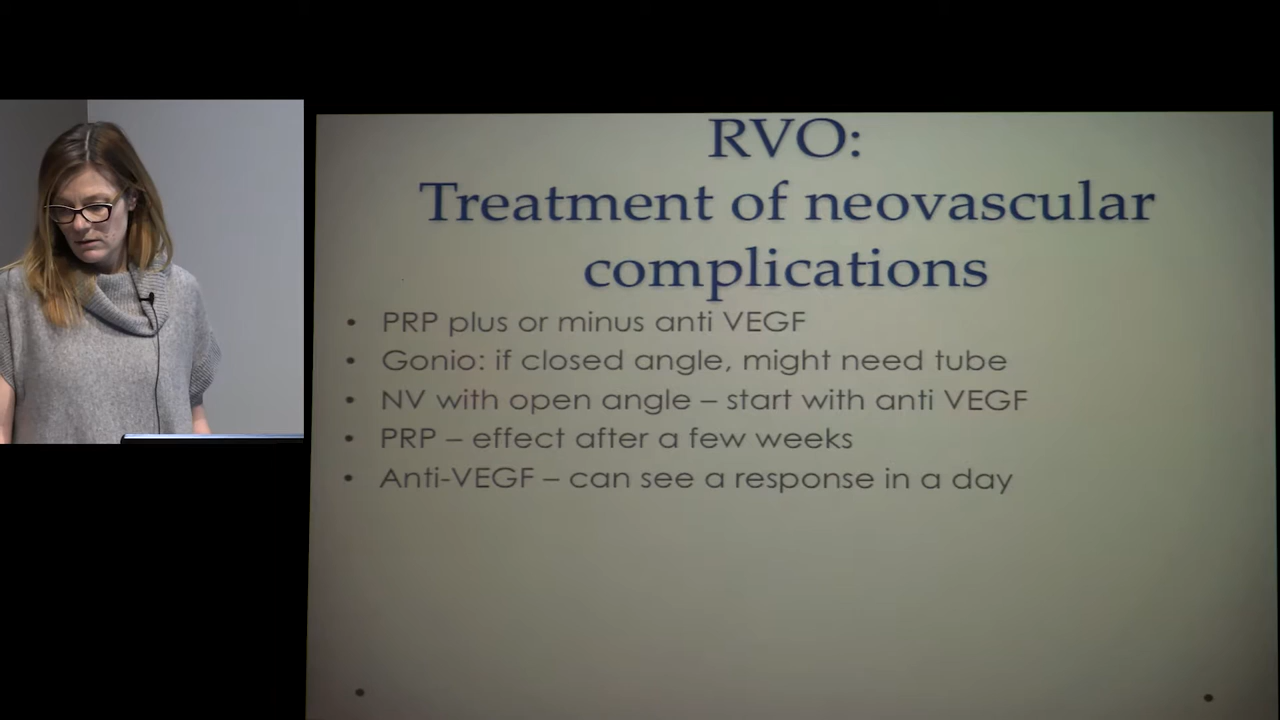 RVO:
Treatment of neovascular
complications
• PRP plus or minus anti VEGF
• Gonio: if closed angle, might need tube
• NV with open angle – start with anti VEGF
• PRP – effect after a few weeks
• Anti-VEGF – can see a response in a day